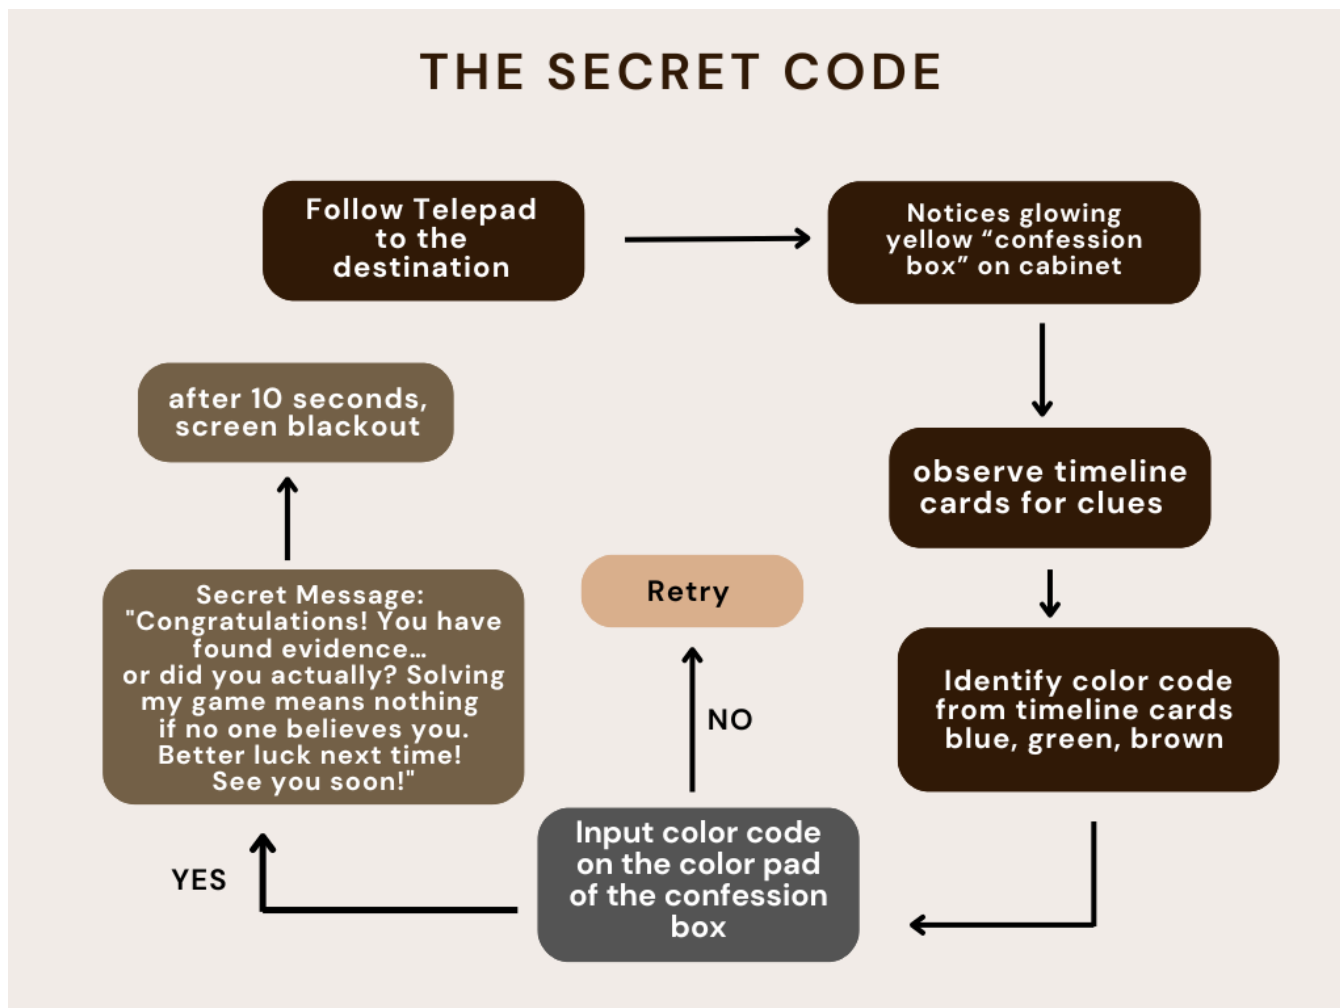 THE SECRET CODE
Follow Telepad
to the
destination
Notices glowing
yellow “confession
box” on cabinet
observe timeline
cards for clues
Identify color code
from timeline cards
blue, green, brown
Input color code
on the color pad
of the confession
box
NO
Retry
YES
Secret Message:
"Congratulations! You have
found evidence...
or did you actually? Solving
my game means nothing
if no one believes you.
Better luck next time!
See you soon!"
after 10 seconds,
screen blackout